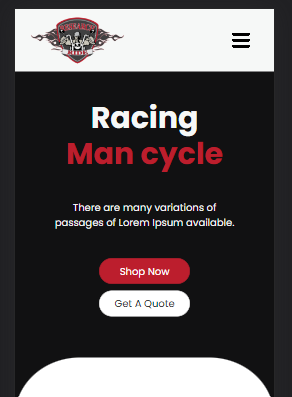 Racing
Man cycle
There are many variations of
passages of Lorem Ipsum available.
Shop Now
Get A Quote